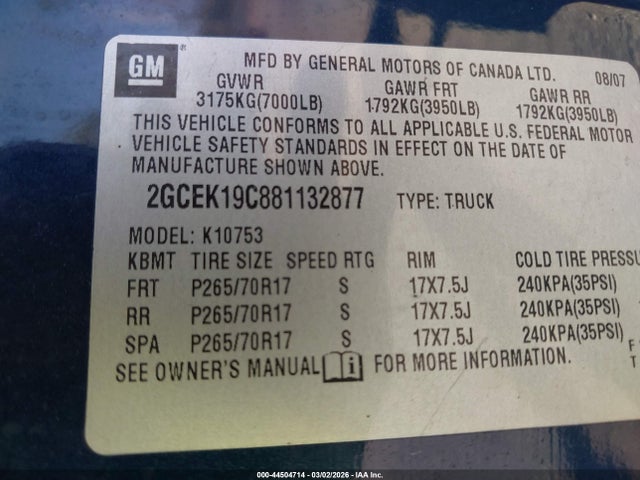 GM
MFD BY GENERAL MOTORS OF CANADA LTD. 08/07
GVWR GAWR FRT GAWR RR
3175KG(7000LB) 1792KG(3950LB) 1792KG(3950LB)
THIS VEHICLE CONFORMS TO ALL APPLICABLE U.S. FEDERAL MOTOR
VEHICLE SAFETY STANDARDS IN EFFECT ON THE DATE OF
MANUFACTURE SHOWN ABOVE.
2GCEK19C881132877 TYPE: TRUCK
MODEL: K10753
KBMT TIRE SIZE SPEED RTG RIM COLD TIRE PRESSU
FRT P265/70R17 S 17X7.5J 240KPA(35PSI)
RR P265/70R17 S 17X7.5J 240KPA(35PSI)
SPA P265/70R17 S 17X7.5J 240KPA(35PSI)
SEE OWNER'S MANUAL i FOR MORE INFORMATION.
F
T
000-44504714 - 03/02/2026 - IAA Inc.